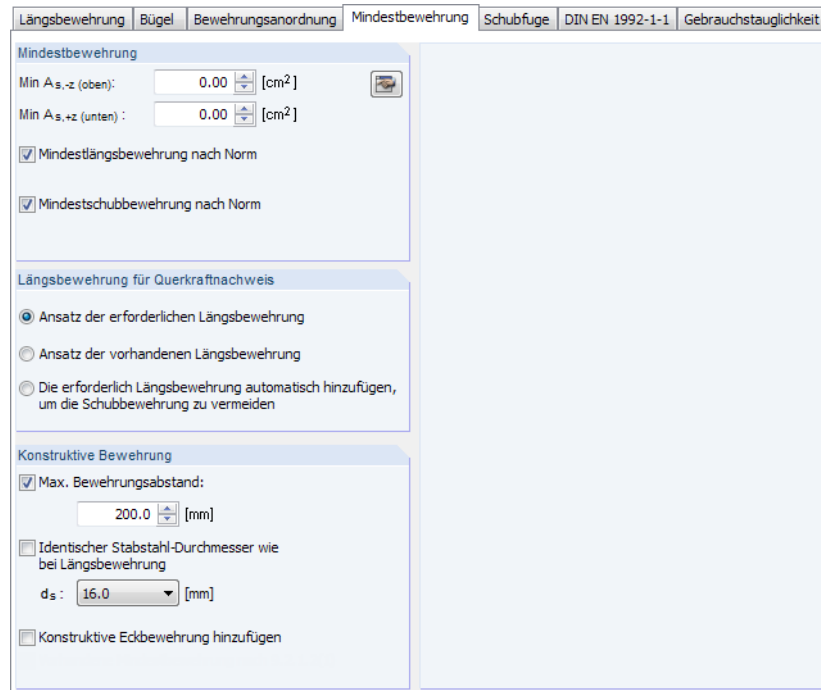 Längsbewehrung Bügel Bewehrungsanordnung Mindestbewehrung Schubfuge DIN EN 1992-1-1 Gebrauchstauglichkeit
Mindestbewehrung
Min As,-z (oben): 0.00 [cm2]
Min As,+z (unten) : 0.00 [cm2]
Mindestlängsbewehrung nach Norm
Mindestschubbewehrung nach Norm
Längsbewehrung für Querkraftnachweis
Ansatz der erforderlichen Längsbewehrung
Ansatz der vorhandenen Längsbewehrung
Die erforderlich Längsbewehrung automatisch hinzufügen,
um die Schubbewehrung zu vermeiden
Konstruktive Bewehrung
Max. Bewehrungsabstand:
200.0 [mm]
Identischer Stabstahl-Durchmesser wie
bei Längsbewehrung
ds : 16.0 [mm]
Konstruktive Eckbewehrung hinzufügen